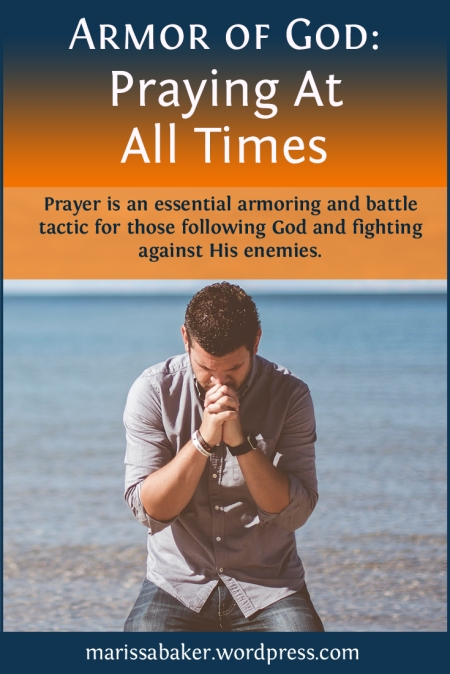 Armor of God:
Praying At
All Times
Prayer is an essential armoring and battle
tactic for those following God and fighting
against His enemies.
marissabaker.wordpress.com